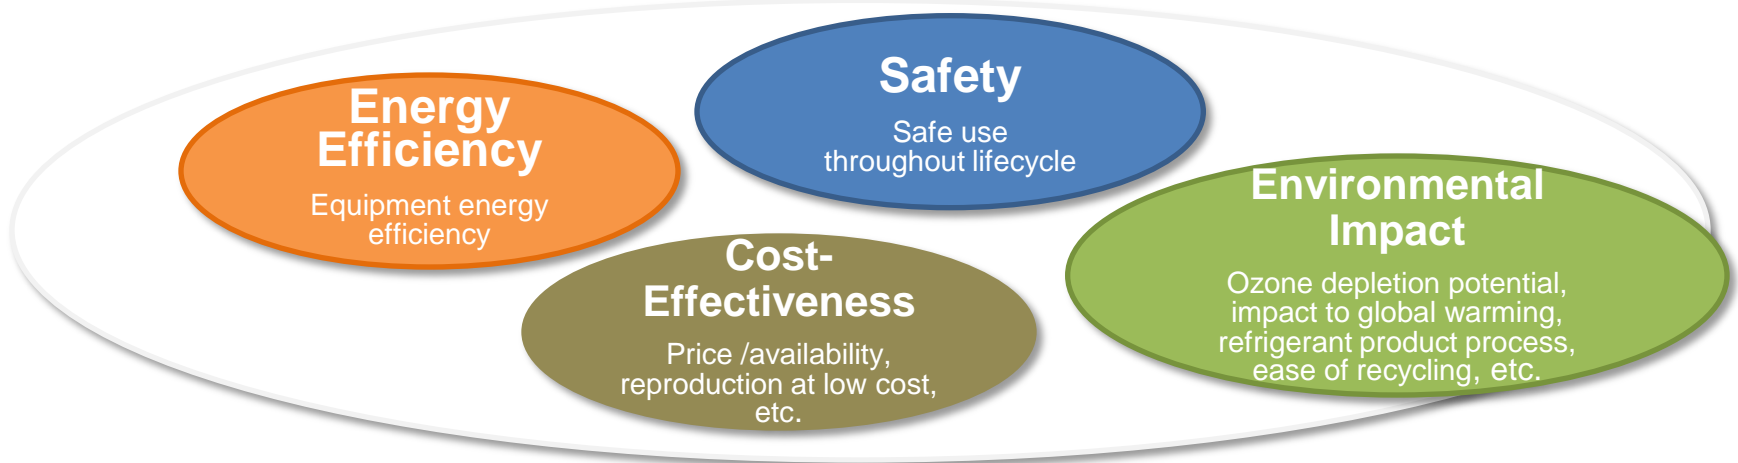 Energy
Efficiency
Equipment energy
efficiency
Safety
Safe use
throughout lifecycle
Cost-
Effectiveness
Price /availability,
reproduction at low cost,
etc.
Environmental
Impact
Ozone depletion potential,
impact to global warming,
refrigerant product process,
ease of recycling, etc.